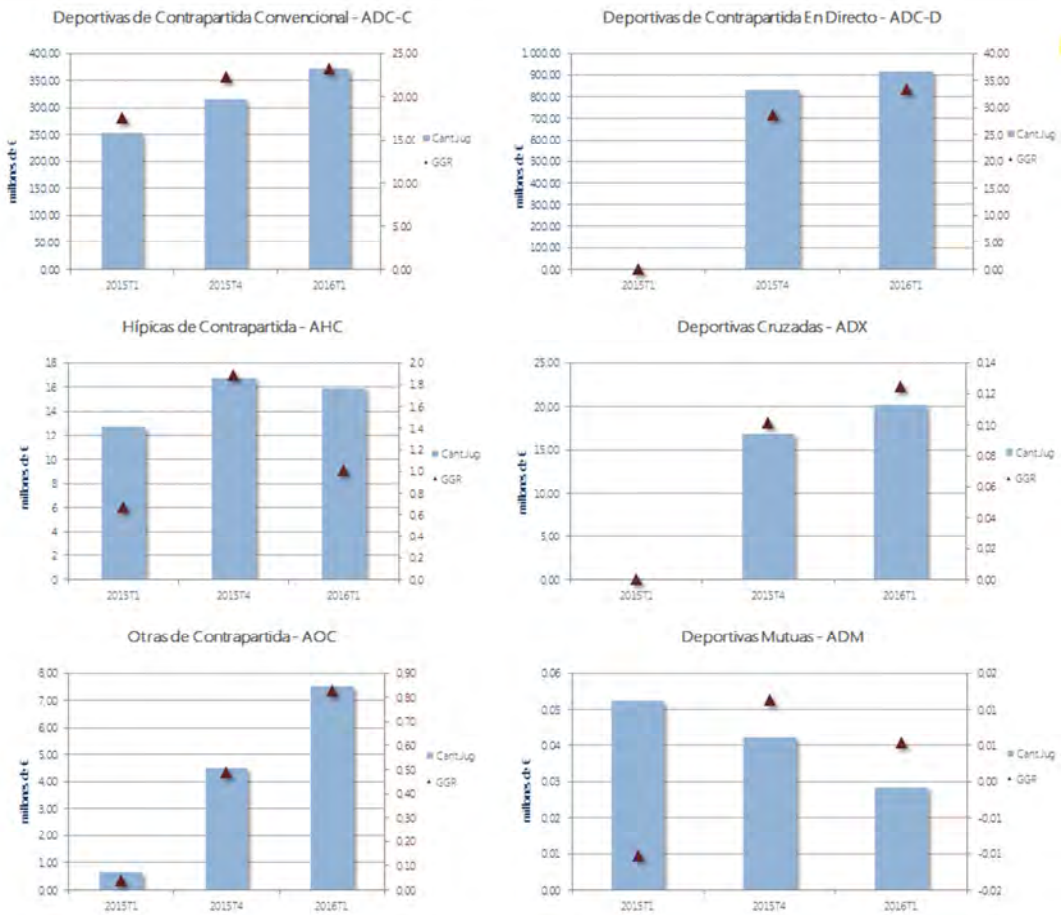 Deportivas de Contrapartida Convencional - ADC-C
400.00
350.00
300.00
250.00
200.00
150.00
100.00
50.00
0.00
millones de €
25.00
20.00
15.00
10.00
5.00
0.00
2015T1
2015T4
2016T1
Cant.Jug
GGR
Deportivas de Contrapartida En Directo - ADC-D
1.000.00
900.00
800.00
700.00
600.00
500.00
400.00
300.00
200.00
100.00
0.00
millones de €
40.00
35.00
30.00
25.00
20.00
15.00
10.00
5.00
0.00
2015T1
2015T4
2016T1
Cant.Jug
GGR
Hípicas de Contrapartida - AHC
18
16
14
12
10
8
6
4
2
0
millones de €
2.0
1.8
1.6
1.4
1.2
1.0
0.8
0.6
0.4
0.2
0.0
2015T1
2015T4
2016T1
Cant.Jug
GGR
Deportivas Cruzadas - ADX
25.00
20.00
15.00
10.00
5.00
0.00
millones de €
0.14
0.12
0.10
0.08
0.06
0.04
0.02
0.00
2015T1
2015T4
2016T1
Cant.Jug
GGR
Otras de Contrapartida - AOC
8.00
7.00
6.00
5.00
4.00
3.00
2.00
1.00
0.00
millones de €
0.90
0.80
0.70
0.60
0.50
0.40
0.30
0.20
0.10
0.00
2015T1
2015T4
2016T1
Cant.Jug
GGR
Deportivas Mutuas - ADM
0.06
0.05
0.04
0.03
0.02
0.01
0.00
millones de €
0.02
0.01
0.01
0.00
-0.01
-0.01
-0.02
2015T1
2015T4
2016T1
Cant.Jug
GGR